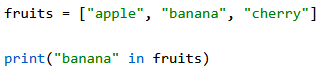 fruits = ["apple", "banana", "cherry"]
print("banana" in fruits)